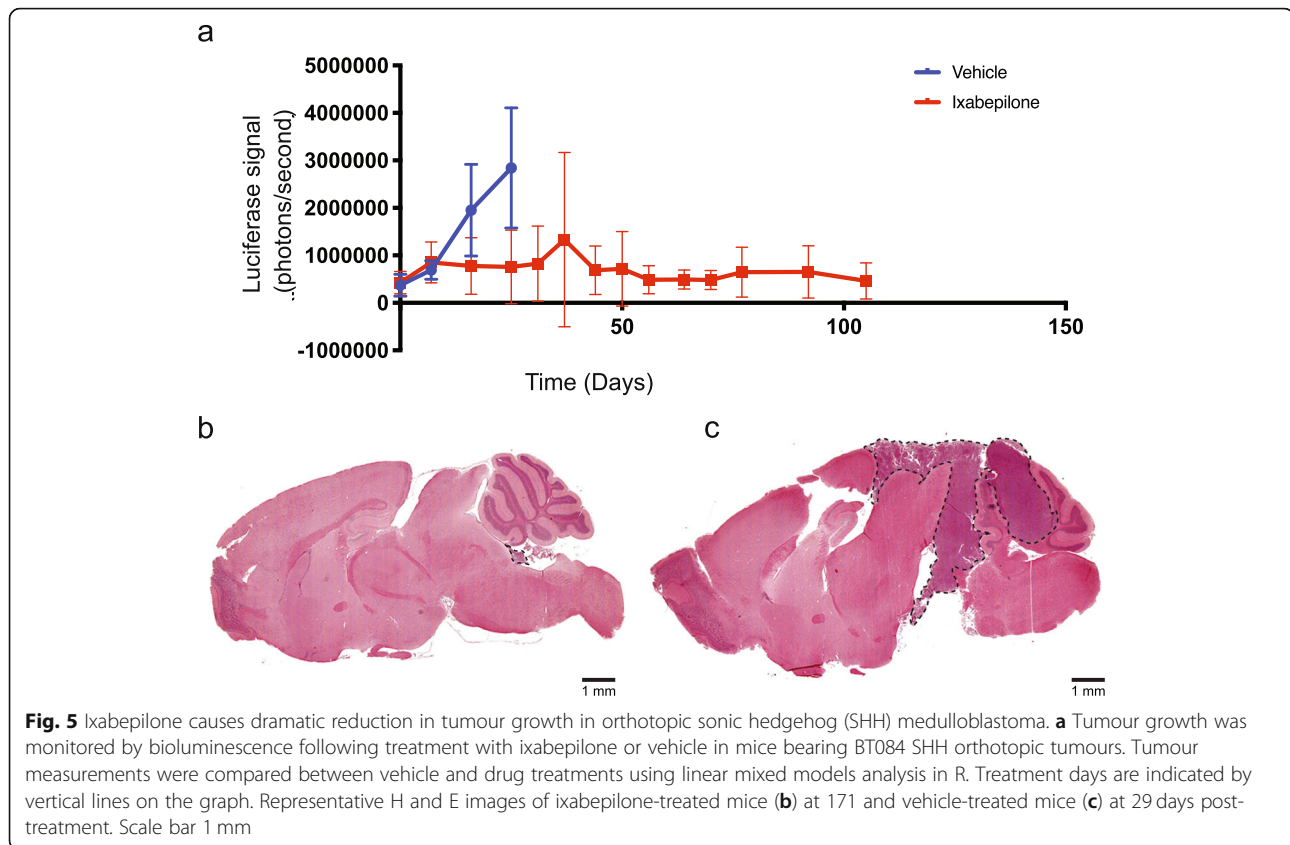 a
5000000
4000000
3000000
2000000
1000000
0
-1000000
Luciferase signal
..(photons/second)
50
100
150
Time (Days)
Vehicle
Ixabepilone
b
c
1 mm
1 mm
Fig. 5 Ixabepilone causes dramatic reduction in tumour growth in orthotopic sonic hedgehog (SHH) medulloblastoma. a Tumour growth was
monitored by bioluminescence following treatment with ixabepilone or vehicle in mice bearing BT084 SHH orthotopic tumours. Tumour
measurements were compared between vehicle and drug treatments using linear mixed models analysis in R. Treatment days are indicated by
vertical lines on the graph. Representative H and E images of ixabepilone-treated mice (b) at 171 and vehicle-treated mice (c) at 29 days post-
treatment. Scale bar 1 mm